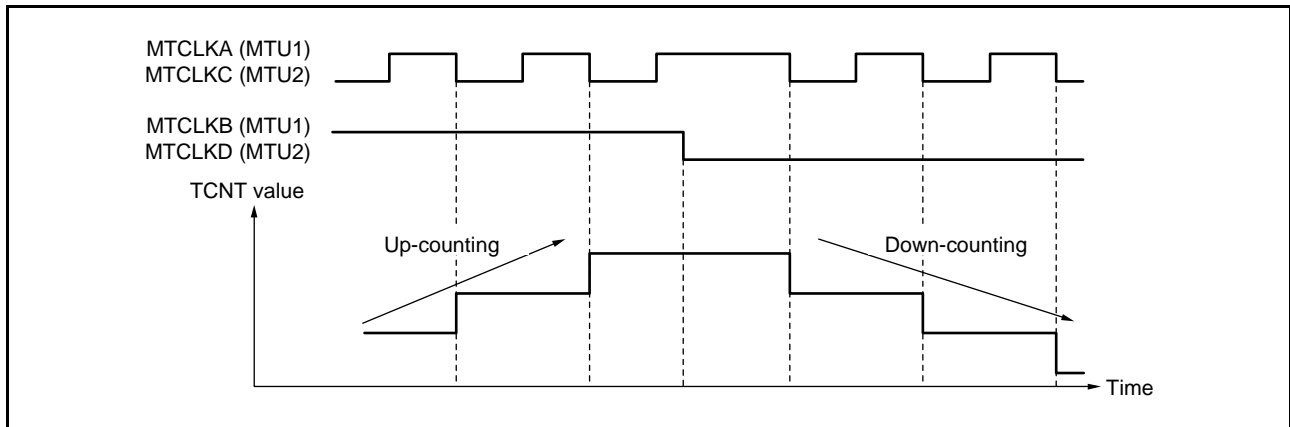 MTCLKA (MTU1)
MTCLKC (MTU2)
MTCLKB (MTU1)
MTCLKD (MTU2)
TCNT value
Up-counting
Down-counting
Time